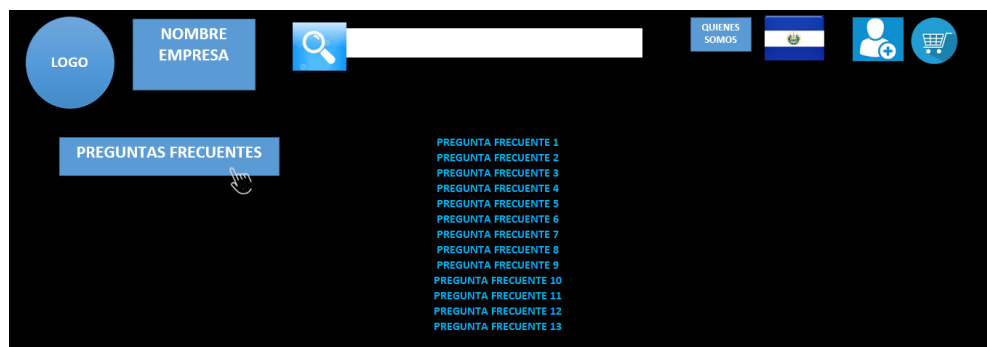 LOGO
NOMBRE
EMPRESA
QUIENES
SOMOS
PREGUNTAS FRECUENTES
PREGUNTA FRECUENTE 1
PREGUNTA FRECUENTE 2
PREGUNTA FRECUENTE 3
PREGUNTA FRECUENTE 4
PREGUNTA FRECUENTE 5
PREGUNTA FRECUENTE 6
PREGUNTA FRECUENTE 7
PREGUNTA FRECUENTE 8
PREGUNTA FRECUENTE 9
PREGUNTA FRECUENTE 10
PREGUNTA FRECUENTE 11
PREGUNTA FRECUENTE 12
PREGUNTA FRECUENTE 13